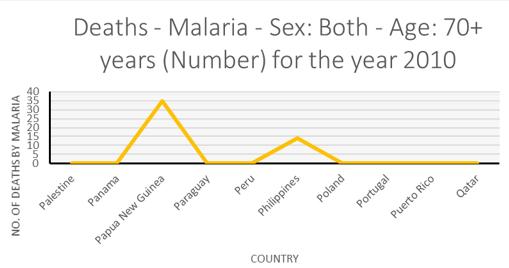 Deaths - Malaria - Sex: Both - Age: 70+
years (Number) for the year 2010
NO. OF DEATHS BY MALARIA
40
35
30
25
20
15
10
5
0
Palestine
Panama
Papua New Guinea
Paraguay
Peru
Philippines
Poland
Portugal
Puerto Rico
Qatar
COUNTRY